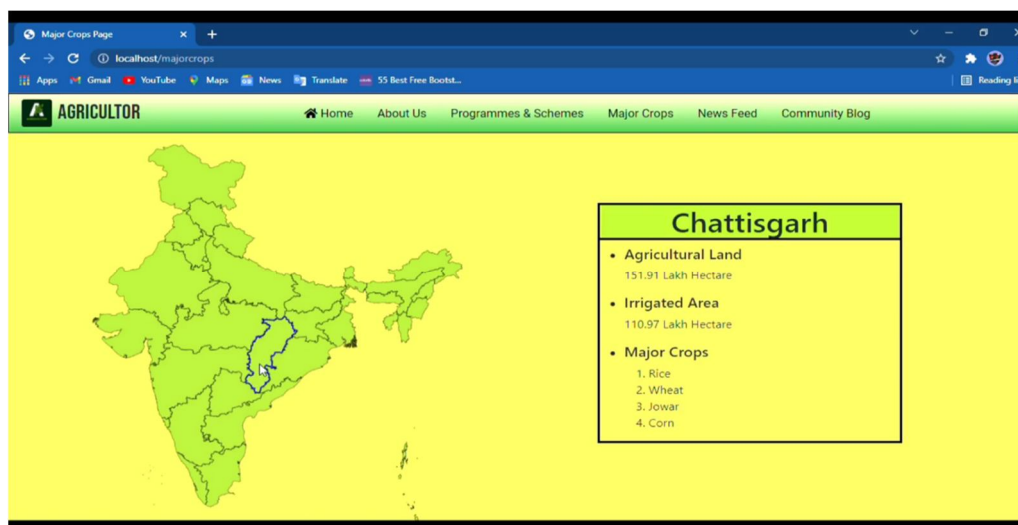 Major Crops Page
localhost/majorcrops
Apps Gmail YouTube Maps News Translate 55 Best Free Bootst...
Reading li
AGRICULTOR
Home About Us Programmes & Schemes Major Crops News Feed Community Blog
Chattisgarh
• Agricultural Land
151.91 Lakh Hectare
• Irrigated Area
110.97 Lakh Hectare
• Major Crops
1. Rice
2. Wheat
3. Jowar
4. Corn